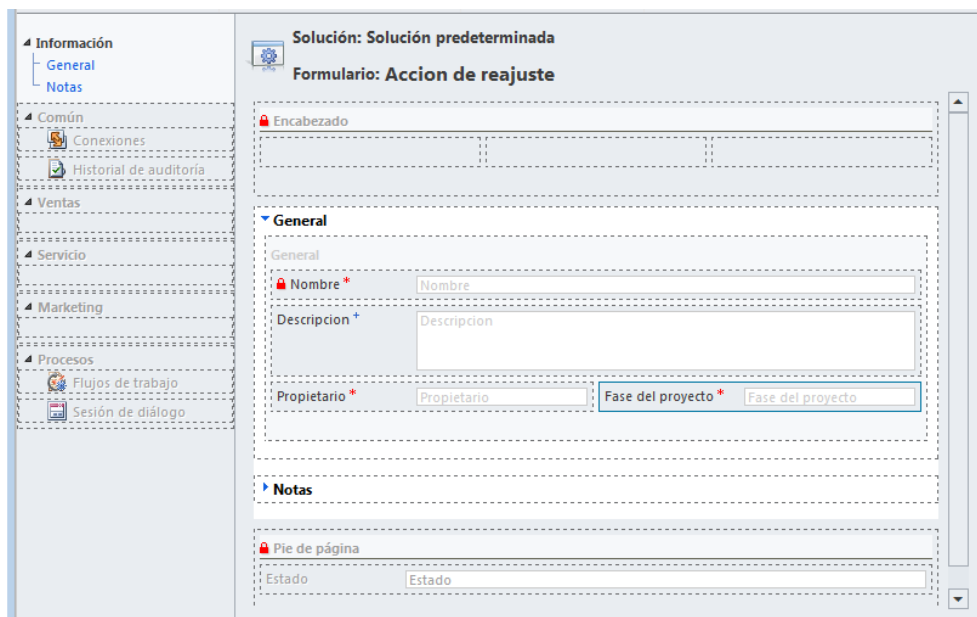 Información
General
Notas
Común
Conexiones
Historial de auditoría
Ventas
Servicio
Marketing
Procesos
Flujos de trabajo
Sesión de diálogo
Solución: Solución predeterminada
Formulario: Accion de reajuste
Encabezado
General
General
Nombre * Nombre
Descripcion + Descripcion
Propietario * Propietario Fase del proyecto * Fase del proyecto
Notas
Pie de página
Estado Estado